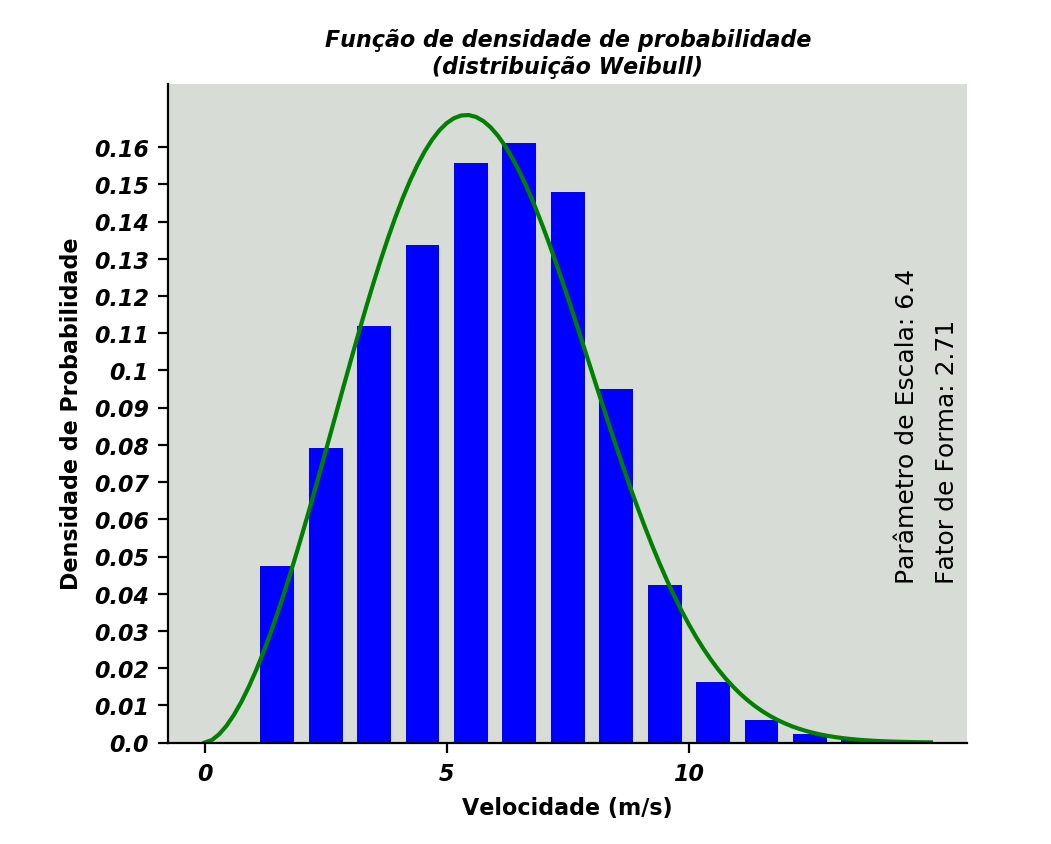 Função de densidade de probabilidade
(distribuição Weibull)
Densidade de Probabilidade
0.16
0.15
0.14
0.13
0.12
0.11
0.1
0.09
0.08
0.07
0.06
0.05
0.04
0.03
0.02
0.01
0.0
Parâmetro de Escala: 6.4
Fator de Forma: 2.71
0 5 10
Velocidade (m/s)